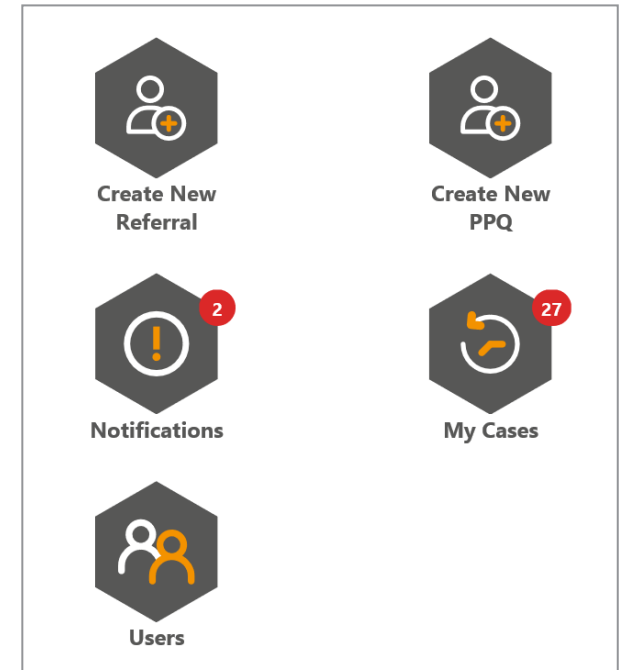 Create New
Referral
Create New
PPQ
2
Notifications
27
My Cases
Users